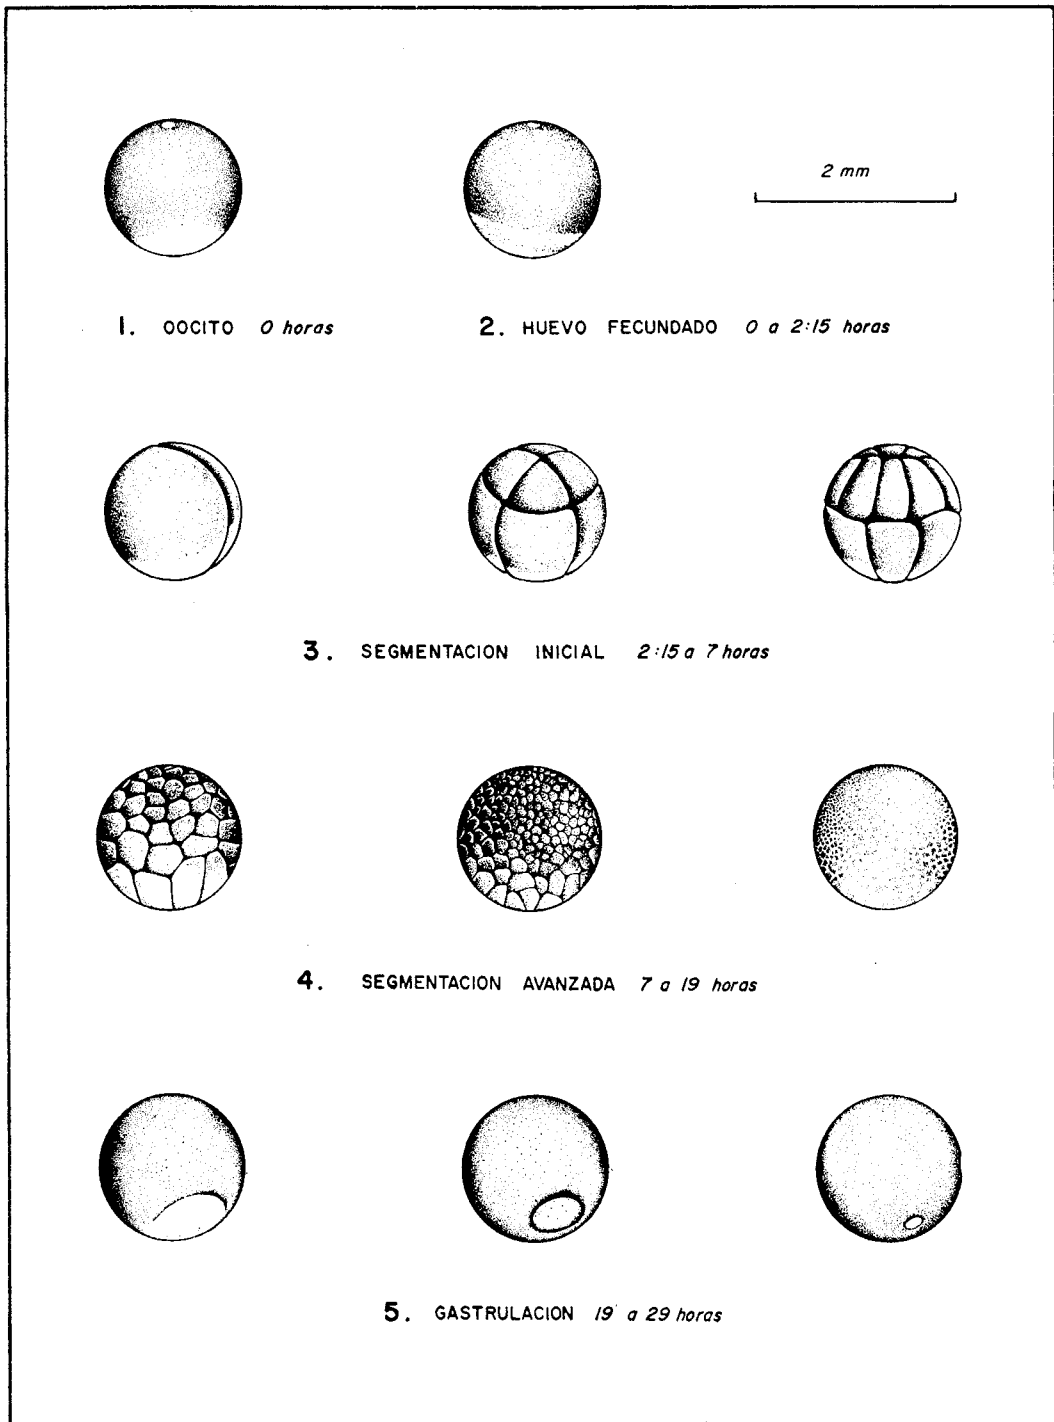 2 mm
1. OOCITO 0 horas
2. HUEVO FECUNDADO 0 a 2:15 horas
3. SEGMENTACION INICIAL 2:15 a 7 horas
4. SEGMENTACION AVANZADA 7 a 19 horas
5. GASTRULACION 19 a 29 horas